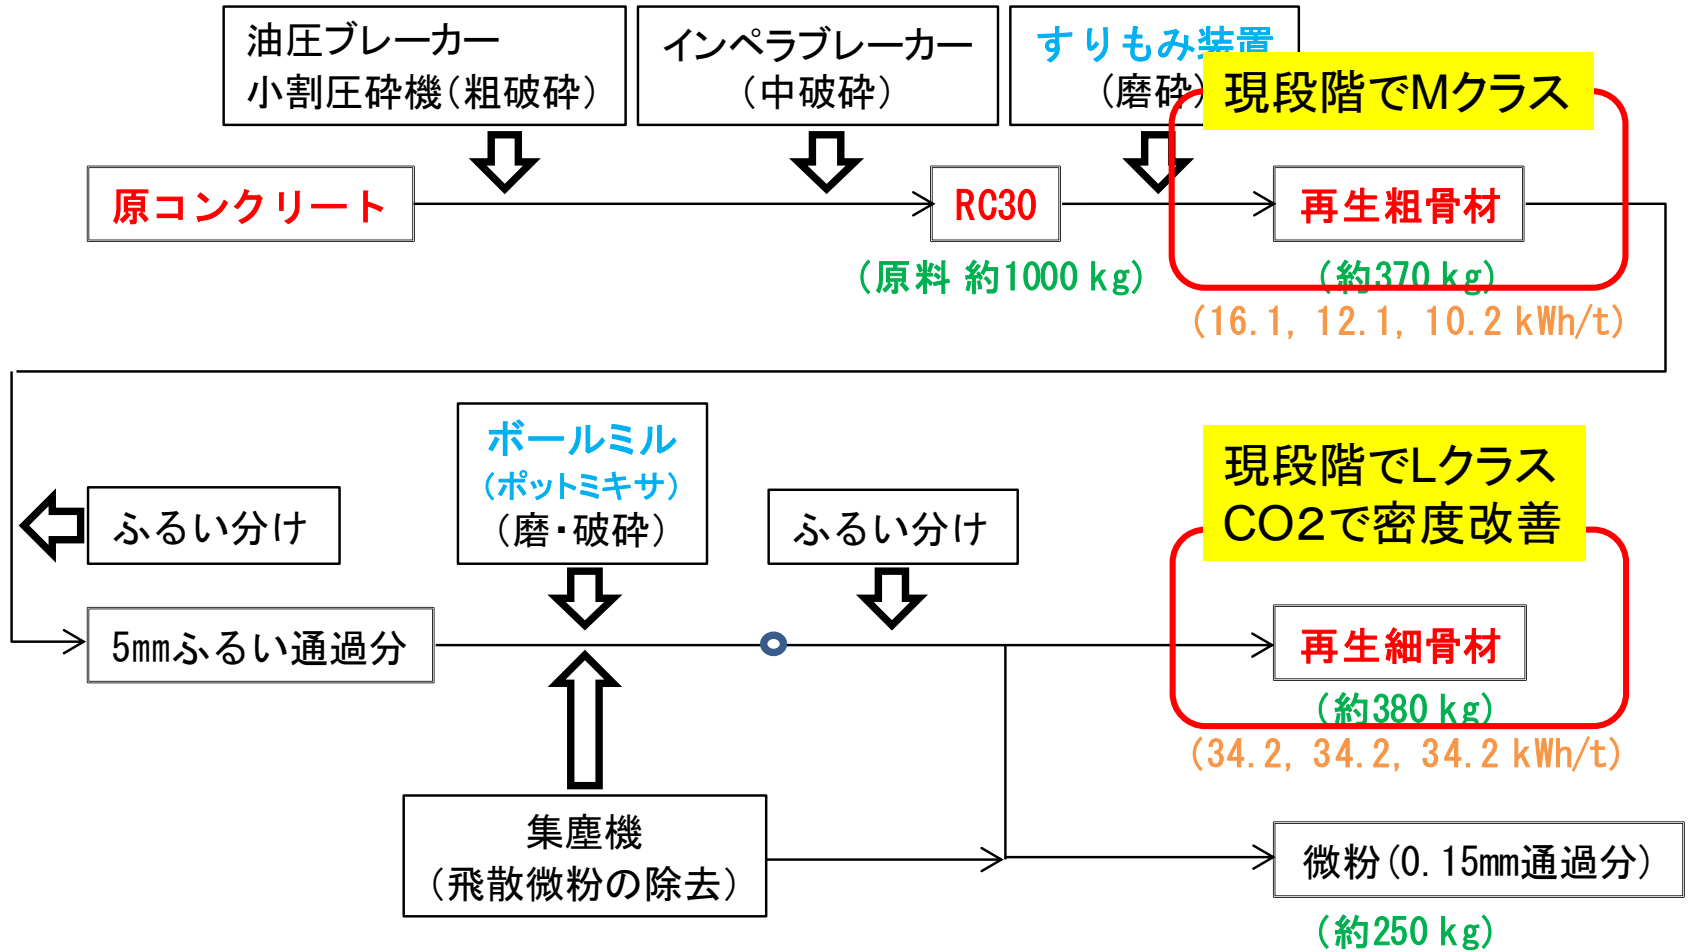 油圧ブレーカー
小割圧砕機(粗破砕)
インペラブレーカー
(中破砕)
すりもみ装置
(磨砕)
現段階でMクラス
原コンクリート
RC30
再生粗骨材
(原料 約1000 kg)
(約370 kg)
(16.1, 12.1, 10.2 kWh/t)
ボールミル
(ポットミキサ)
(磨・破砕)
ふるい分け
ふるい分け
現段階でLクラス
CO2で密度改善
5mmふるい通過分
再生細骨材
(約380 kg)
(34.2, 34.2, 34.2 kWh/t)
集塵機
(飛散微粉の除去)
微粉(0.15mm通過分)
(約250 kg)